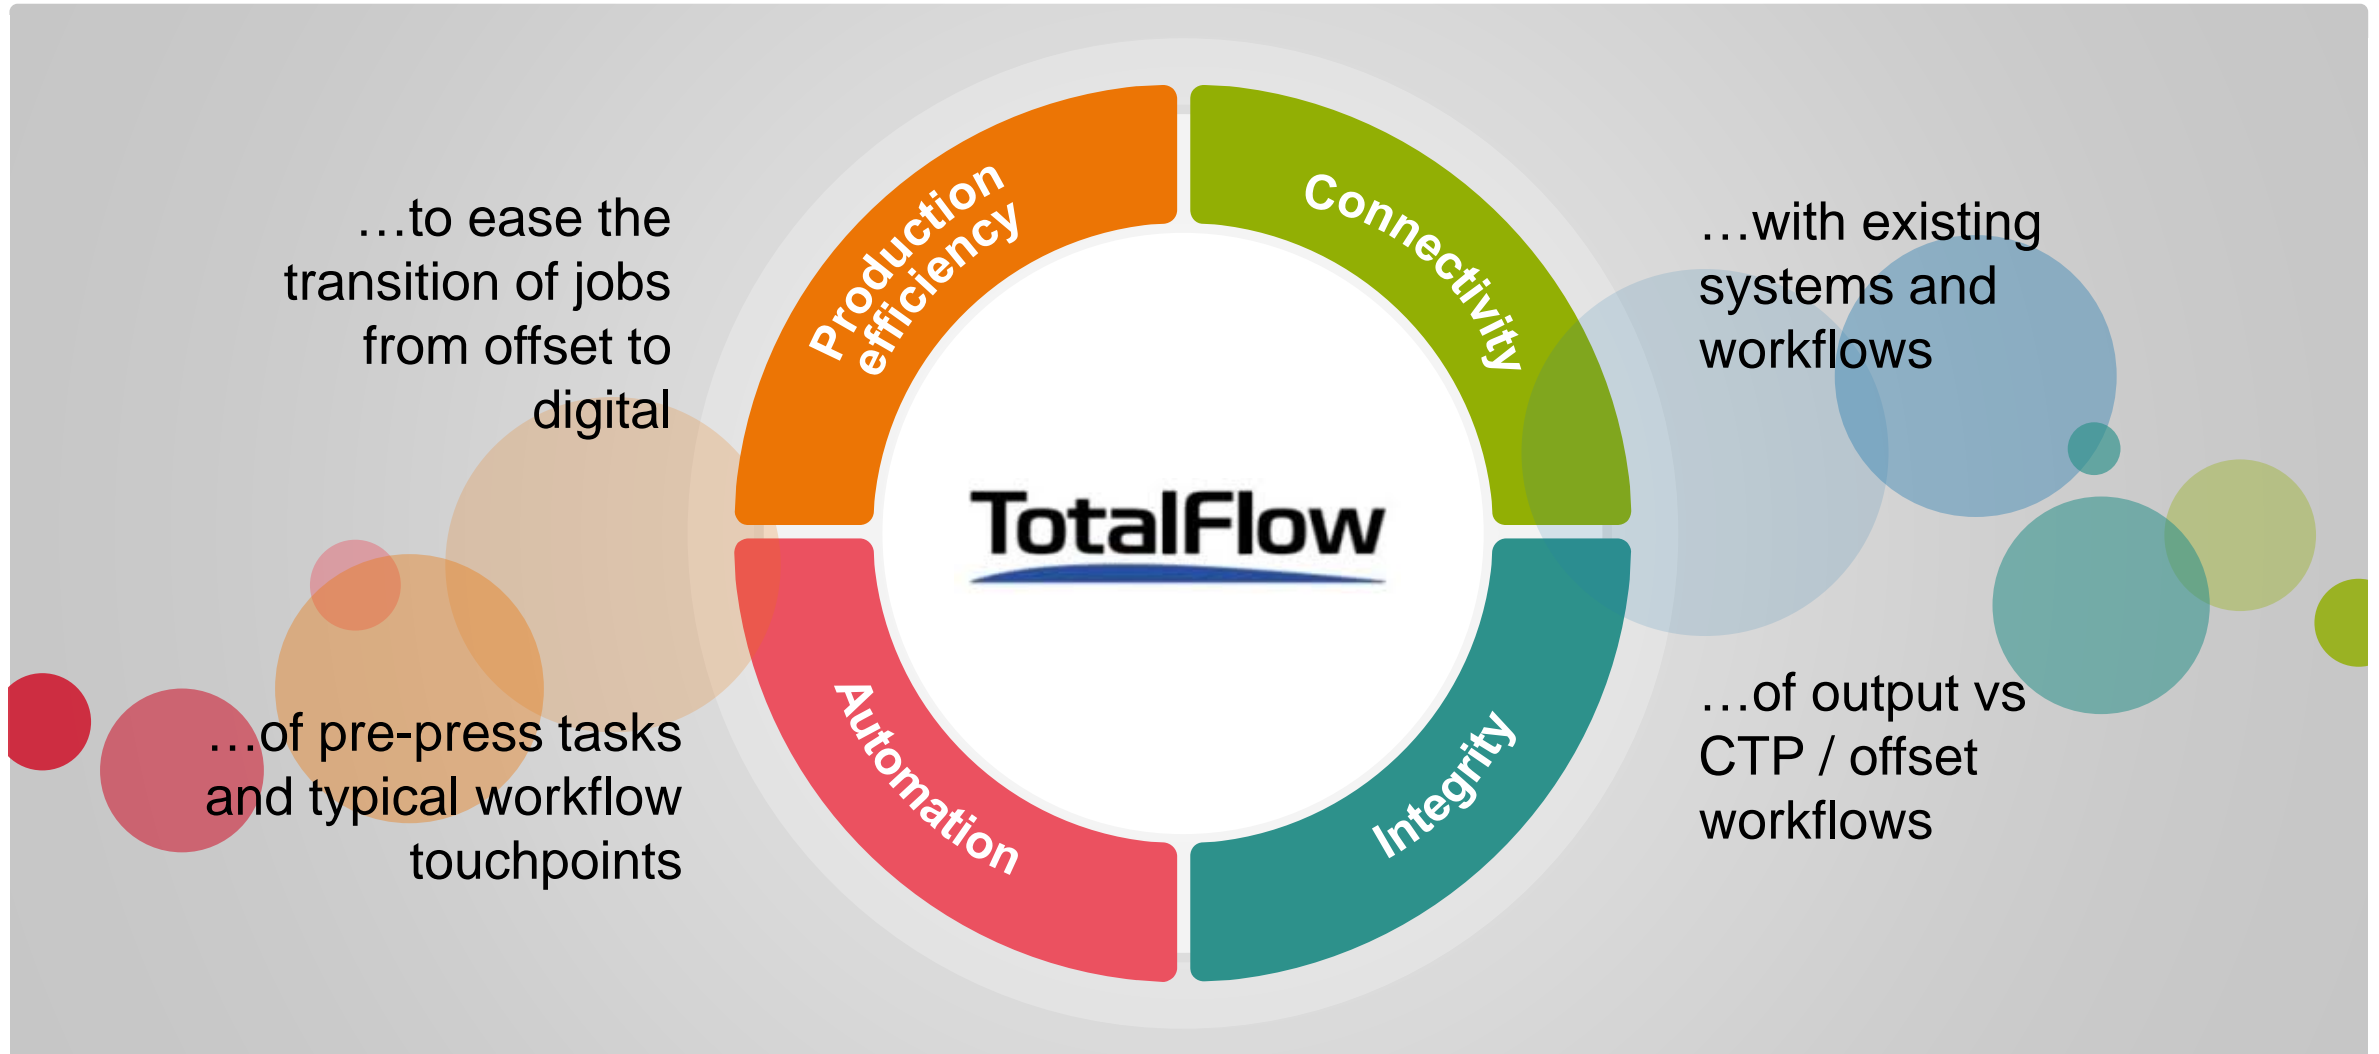 Production
efficiency
…to ease the
transition of jobs
from offset to
digital
Connectivity
…with existing
systems and
workflows
TotalFlow
Automation
…of pre-press tasks
and typical workflow
touchpoints
Integrity
…of output vs
CTP / offset
workflows